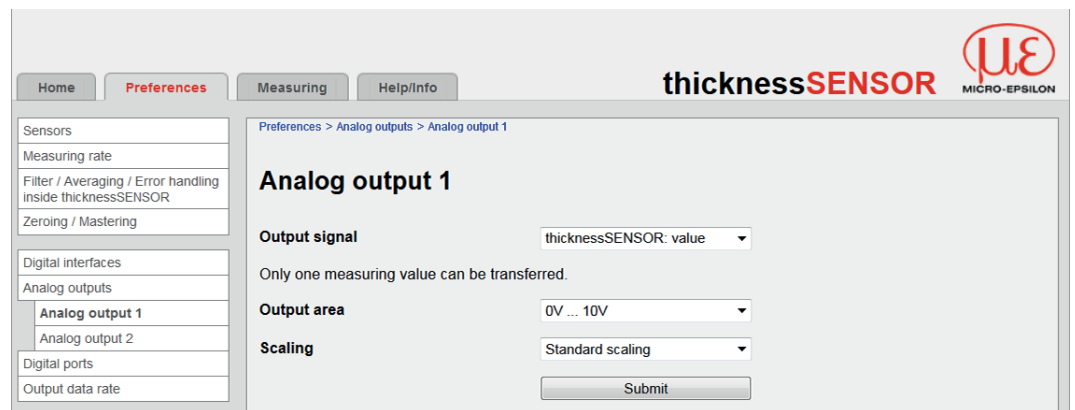 Home
Preferences
Measuring
Help/Info
thicknessSENSOR
με
MICRO-EPSILON
Sensors
Measuring rate
Filter / Averaging / Error handling
inside thicknessSENSOR
Zeroing / Mastering
Digital interfaces
Analog outputs
Analog output 1
Analog output 2
Digital ports
Output data rate
Preferences > Analog outputs > Analog output 1
Analog output 1
Output signal
thicknessSENSOR: value
Only one measuring value can be transferred.
Output area
0V ... 10V
Scaling
Standard scaling
Submit